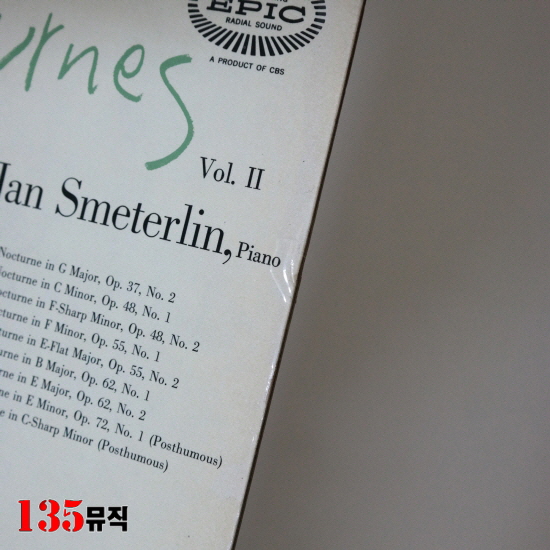 EPIC
RADIAL SOUND
A PRODUCT OF CBS
urnes
Vol. II
Jan Smeterlin, Piano
Nocturne in G Major, Op. 37, No. 2
Nocturne in C Minor, Op. 48, No. 1
octurne in F-Sharp Minor, Op. 48, No. 2
cturne in F Minor, Op. 55, No. 1
turne in E-Flat Major, Op. 55, No. 2
urne in B Major, Op. 62, No. 1
rne in E Major, Op. 62, No. 2
ne in E Minor, Op. 72, No. 1 (Posthumous)
e in C-Sharp Minor (Posthumous)
135뮤직